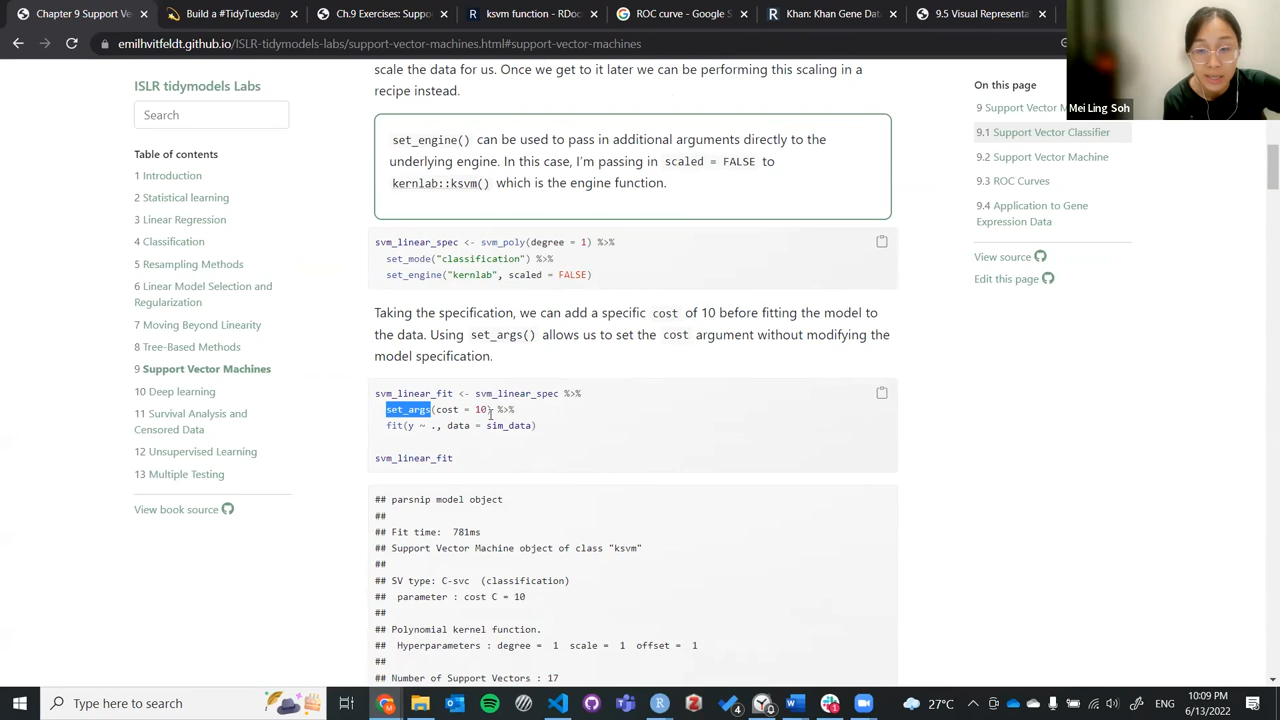 Chapter
Ch.9 Exercises: Supp
ksvm function - RDoc
ROC curve - Google S
Khan: Khan Gene Dat
9.5 Visual
emilhvitfeld.github.io/ISLR-tidymodels-labs/support-vector-machines.html#support-vector-machines
Mei Ling Soh
ISLR tidymodels Labs
Search
Table of contents
1 Introduction
2 Statistical learning
3 Linear Regression
4 Classification
5 Resampling Methods
6 Linear Model Selection and
Regularization
7 Moving Beyond Linearity
8 Tree-Based Methods
9 Support Vector Machines
10 Deep learning
11 Survival Analysis and
Censored Data
12 Unsupervised Learning
13 Multiple Testing
View book source
scale the data for us. Once we get to it later we can be performing this scaling in a
recipe instead.
set_engine() can be used to pass in additional arguments directly to the
underlying engine. In this case, I'm passing in scaled = FALSE to
kernlab::ksvm() which is the engine function.
svm_linear_spec <- svm_poly(degree = 1) %>%
set_mode("classification") %>%
set_engine("kernlab", scaled = FALSE)
Taking the specification, we can add a specific cost of 10 before fitting the model to
the data. Using set_args() allows us to set the cost argument without modifying the
model specification.
svm_linear_fit <- svm_linear_spec %>%
set_args(cost = 10) %>%
fit(y ~ ., data = sim_data)
svm_linear_fit
## parsnip model object
##
## Fit time: 781ms
## Support Vector Machine object of class "ksvm"
##
## SV type: C-svc (classification)
## parameter : cost C = 10
##
## Polynomial kernel function.
## Hyperparameters : degree = 1 scale = 1 offset = 1
##
## Number of Support Vectors : 17
On this page
9 Support Vector M
9.1 Support Vector Classifier
9.2 Support Vector Machine
9.3 ROC Curves
9.4 Application to Gene
Expression Data
View source
Edit this page
Type here to search
4
27°C
ENG
10:09 PM
6/13/2022